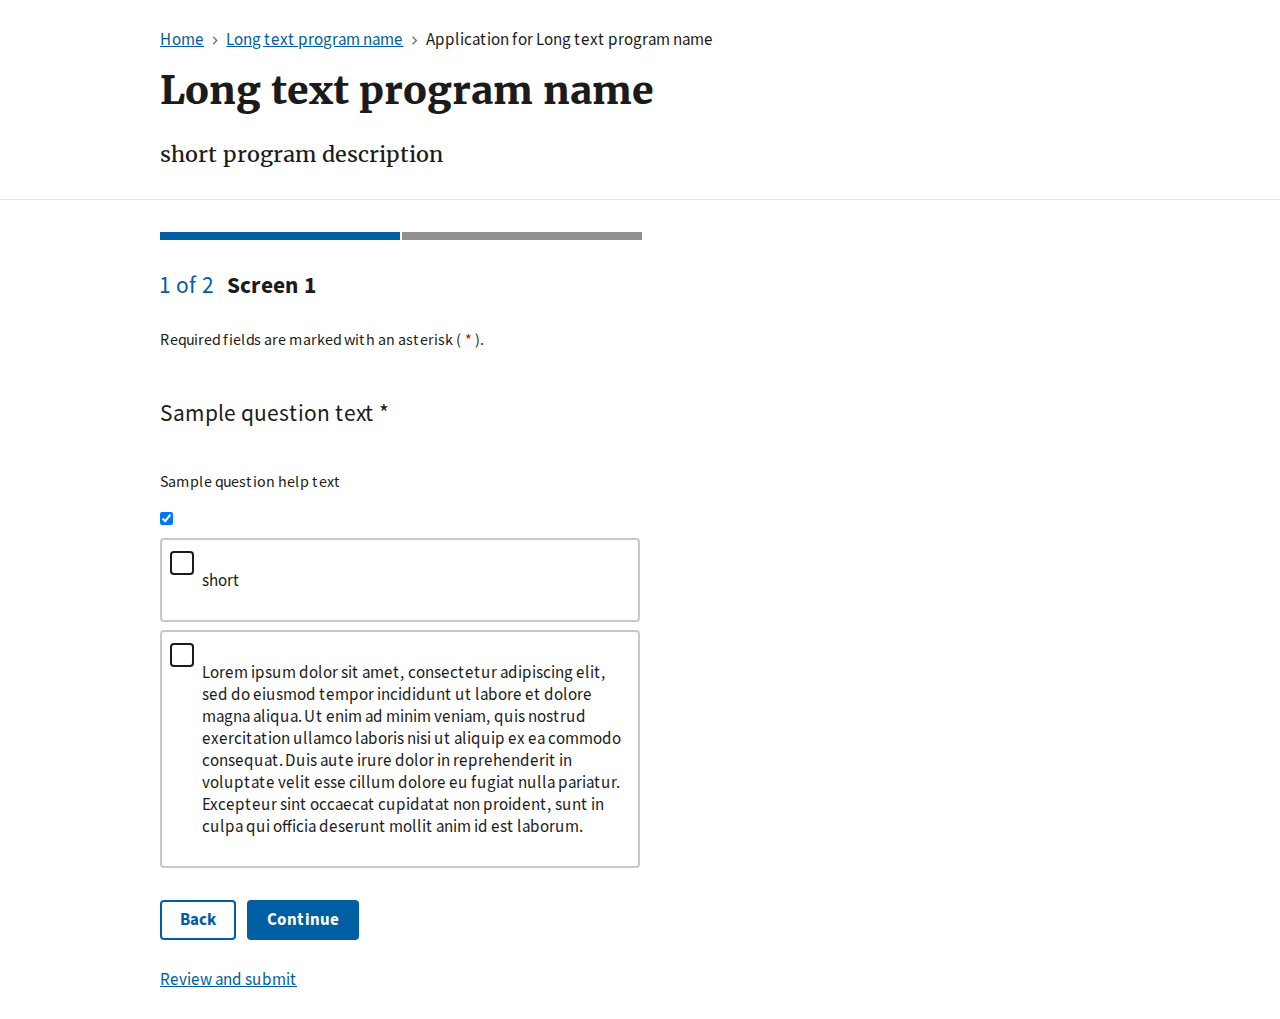 Home > Long text program name > Application for Long text program name
Long text program name
short program description
1 of 2 Screen 1
Required fields are marked with an asterisk ( * ).
Sample question text *
Sample question help text
short
Lorem ipsum dolor sit amet, consectetur adipiscing elit,
sed do eiusmod tempor incididunt ut labore et dolore
magna aliqua. Ut enim ad minim veniam, quis nostrud
exercitation ullamco laboris nisi ut aliquip ex ea commodo
consequat. Duis aute irure dolor in reprehenderit in
voluptate velit esse cillum dolore eu fugiat nulla pariatur.
Excepteur sint occaecat cupidatat non proident, sunt in
culpa qui officia deserunt mollit anim id est laborum.
Back Continue
Review and submit